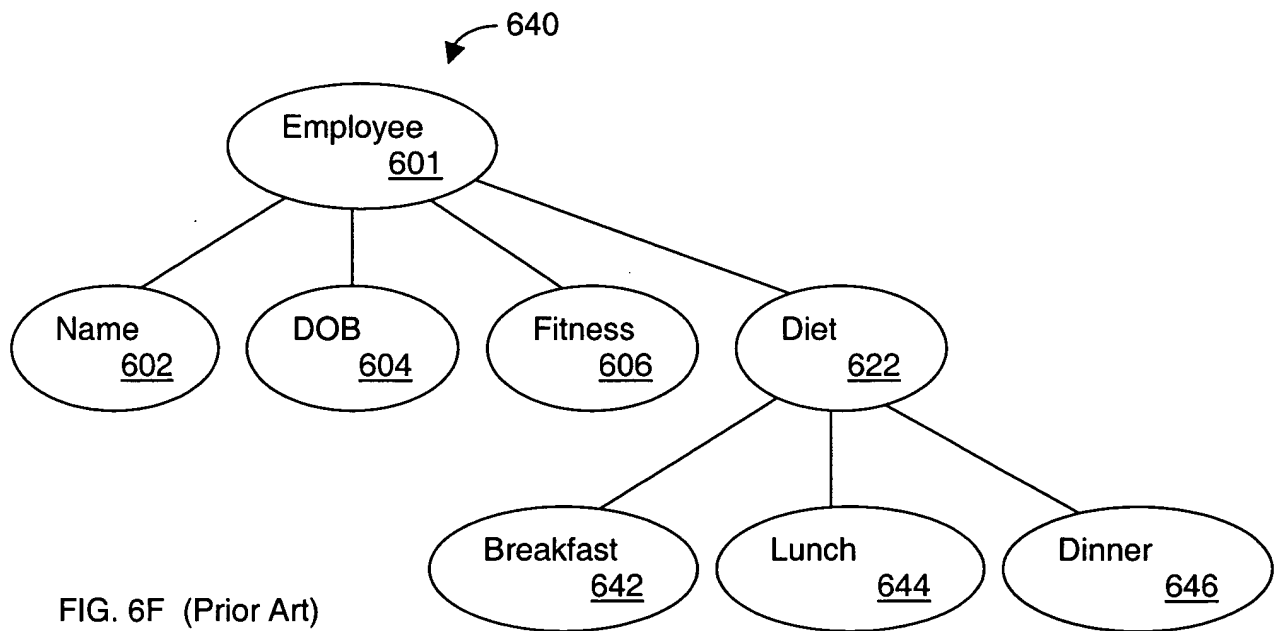 640
Employee
601
Name
602
DOB
604
Fitness
606
Diet
622
Breakfast
642
Lunch
644
Dinner
646
FIG. 6F (Prior Art)